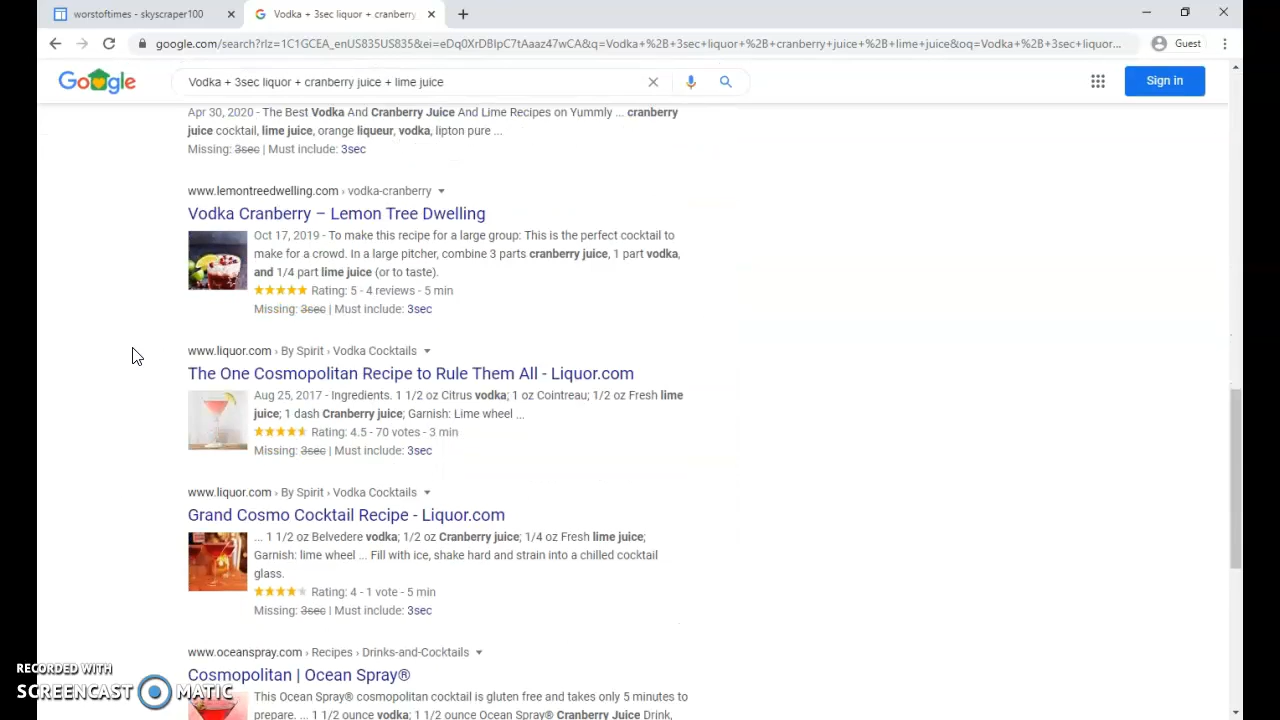 worstoftimes - skyscraper100
Vodka + 3sec liquor + cranberry
google.com/search?rlz=1C1GCEA_enUS835US835&ei=eDq0XrDBIpC7tAaaz47wCA&q=Vodka+%2B+3sec+liquor+%2B+cranberry+juice+%2B+lime+juice&oq=Vodka+%2B+3sec+liquor...
Guest
Google
Vodka + 3sec liquor + cranberry juice + lime juice
Sign in
Apr 30, 2020 - The Best Vodka And Cranberry Juice And Lime Recipes on Yummly ... cranberry
juice cocktail, lime juice, orange liqueur, vodka, lipton pure ...
Missing: 3sec | Must include: 3sec
www.lemontreedwelling.com › vodka-cranberry
Vodka Cranberry – Lemon Tree Dwelling
Oct 17, 2019 - To make this recipe for a large group: This is the perfect cocktail to
make for a crowd. In a large pitcher, combine 3 parts cranberry juice, 1 part vodka,
and 1/4 part lime juice (or to taste).
Rating: 5 - 4 reviews - 5 min
Missing: 3sec | Must include: 3sec
www.liquor.com › By Spirit › Vodka Cocktails
The One Cosmopolitan Recipe to Rule Them All - Liquor.com
Aug 25, 2017 - Ingredients. 1 1/2 oz Citrus vodka; 1 oz Cointreau; 1/2 oz Fresh lime
juice; 1 dash Cranberry juice; Garnish: Lime wheel ...
Rating: 4.5 - 70 votes - 3 min
Missing: 3sec | Must include: 3sec
www.liquor.com › By Spirit › Vodka Cocktails
Grand Cosmo Cocktail Recipe - Liquor.com
... 1 1/2 oz Belvedere vodka; 1/2 oz Cranberry juice; 1/4 oz Fresh lime juice;
Garnish: lime wheel ... Fill with ice, shake hard and strain into a chilled cocktail
glass.
Rating: 4 - 1 vote - 5 min
Missing: 3sec | Must include: 3sec
www.oceanspray.com › Recipes › Drinks-and-Cocktails
Cosmopolitan | Ocean Spray®
This Ocean Spray® cosmopolitan cocktail is gluten free and takes only 5 minutes to
prepare. ... 1 1/2 ounce vodka; 1 1/2 ounce Ocean Spray® Cranberry Juice Drink,
RECORDED WITH
SCREENCAST MATIC